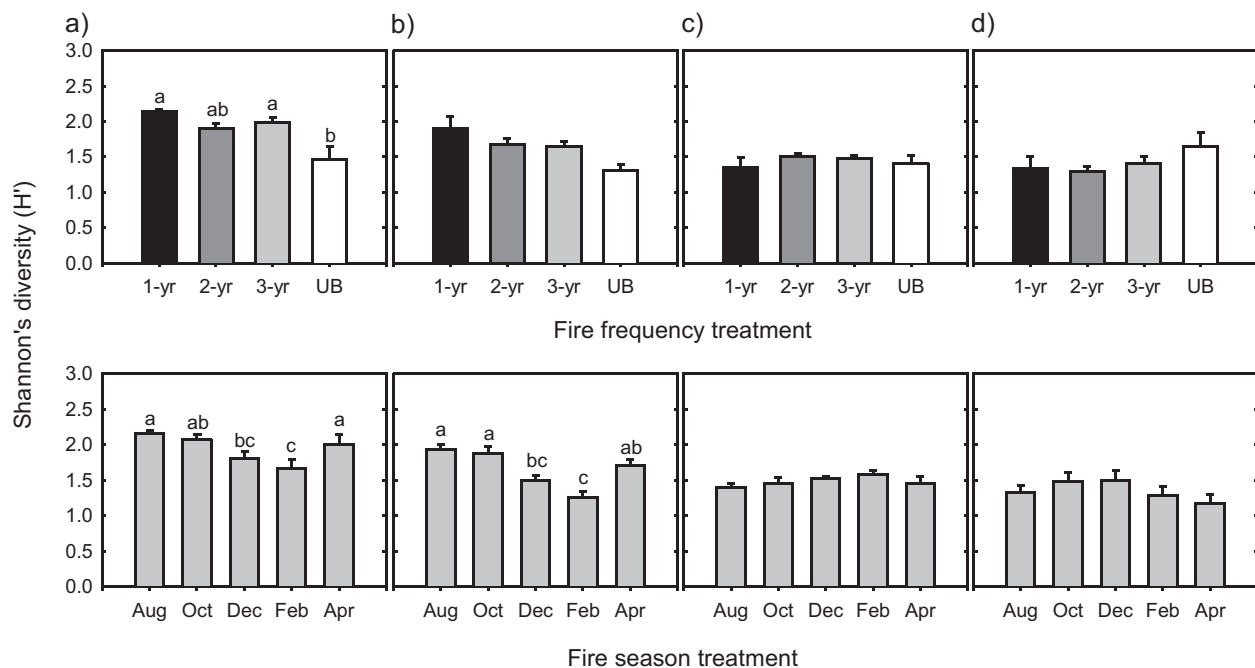 a) b) c) d)
3.0
2.5
2.0
1.5
1.0
0.5
0.0
a ab a b
1-yr 2-yr 3-yr UB 1-yr 2-yr 3-yr UB 1-yr 2-yr 3-yr UB 1-yr 2-yr 3-yr UB
Fire frequency treatment
Shannon's diversity (H')
3.0
2.5
2.0
1.5
1.0
0.5
0.0
a ab bc c a a a bc c ab
Aug Oct Dec Feb Apr Aug Oct Dec Feb Apr Aug Oct Dec Feb Apr Aug Oct Dec Feb Apr
Fire season treatment